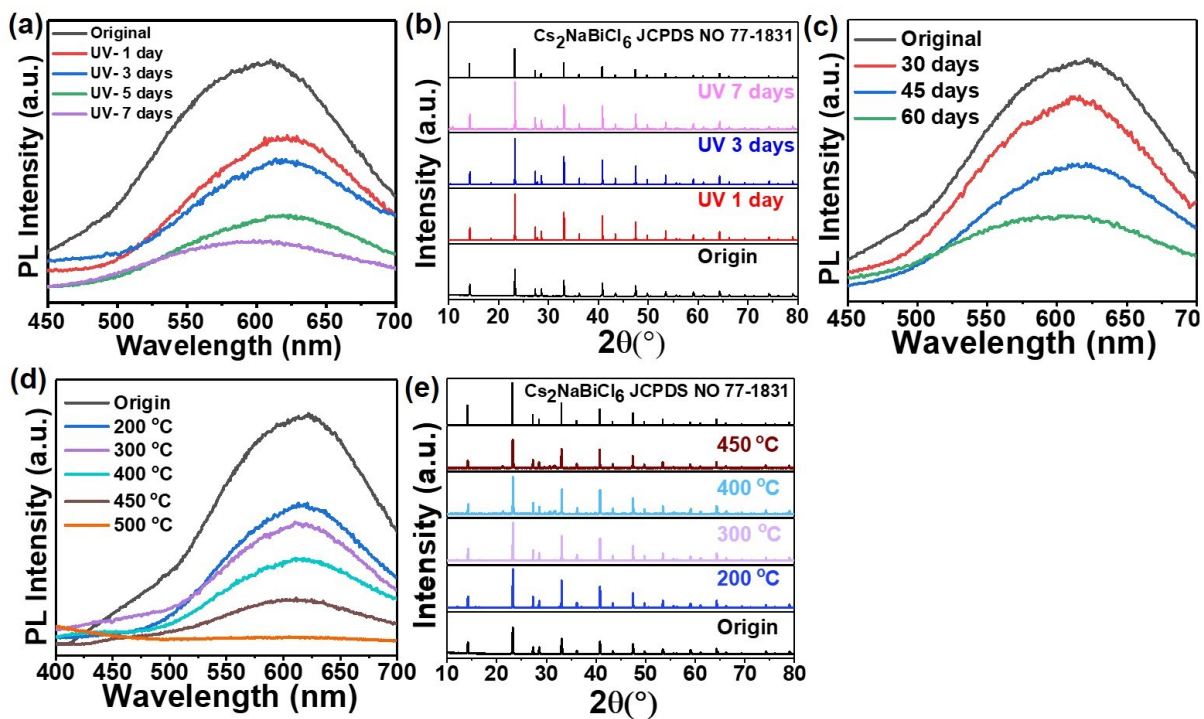 (a)
Original
UV- 1 day
UV- 3 days
UV- 5 days
UV- 7 days
PL Intensity (a.u.)
450 500 550 600 650 700
Wavelength (nm)
(b)
Cs2NaBiCl6 JCPDS NO 77-1831
UV 7 days
UV 3 days
UV 1 day
Origin
Intensity (a.u.)
10 20 30 40 50 60 70 80
2θ(°)
(c)
Original
30 days
45 days
60 days
PL Intensity (a.u.)
450 500 550 600 650 700
Wavelength (nm)
(d)
Origin
200 °C
300 °C
400 °C
450 °C
500 °C
PL Intensity (a.u.)
400 450 500 550 600 650 700
Wavelength (nm)
(e)
Cs2NaBiCl6 JCPDS NO 77-1831
450 °C
400 °C
300 °C
200 °C
Origin
Intensity (a.u.)
10 20 30 40 50 60 70 80
2θ(°)